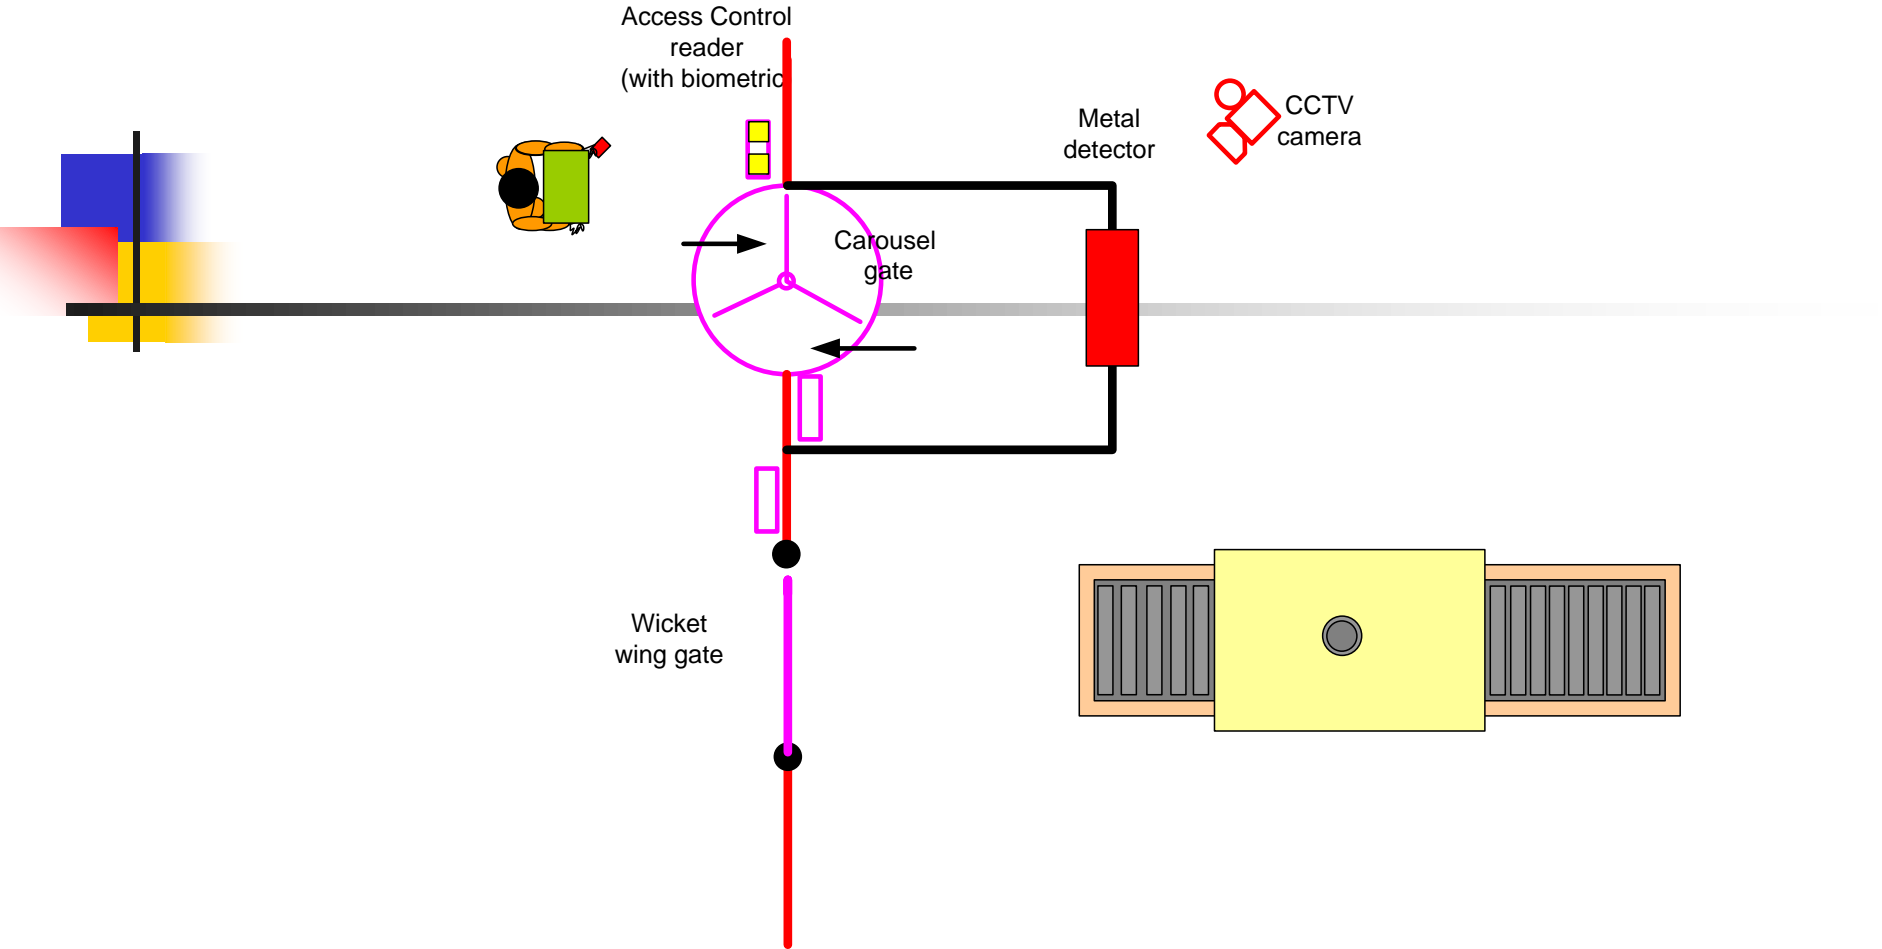 Access Control
reader
(with biometric
Metal
detector
CCTV
camera
Carousel
gate
Wicket
wing gate